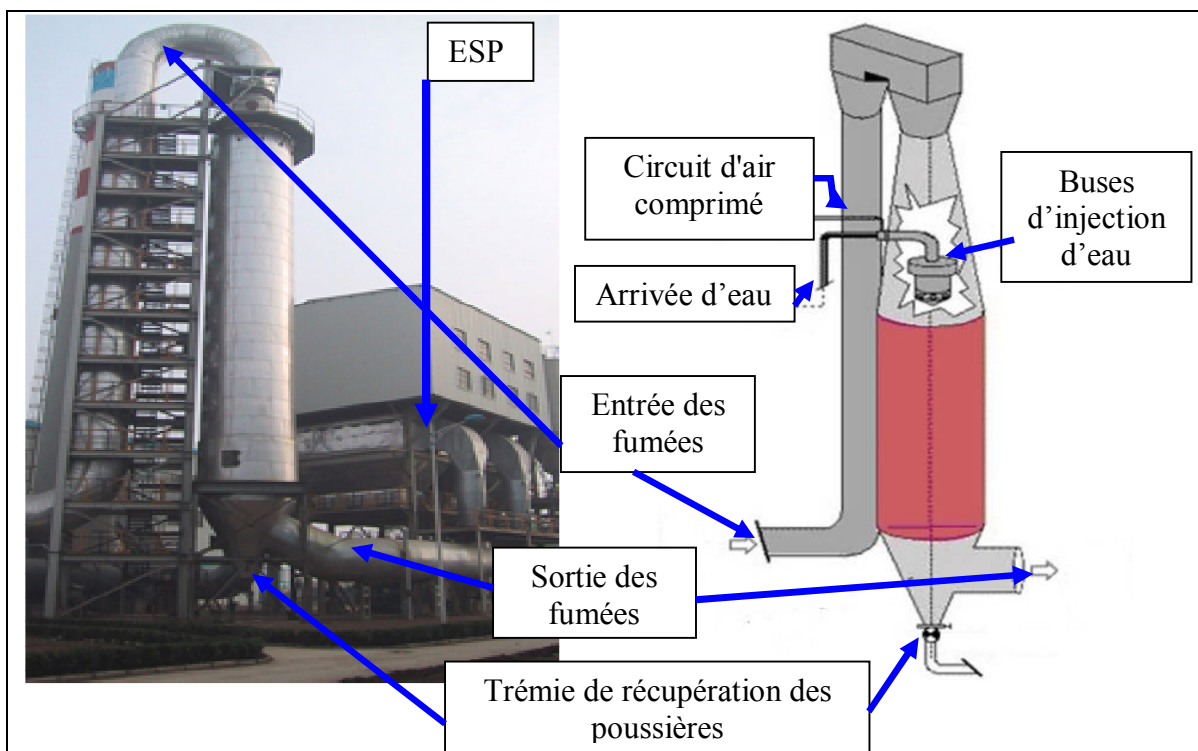 ESP
Circuit d'air
comprimé
Buses
d’injection
d’eau
Arrivée d’eau
Entrée des
fumées
Sortie des
fumées
Trémie de récupération des
poussières